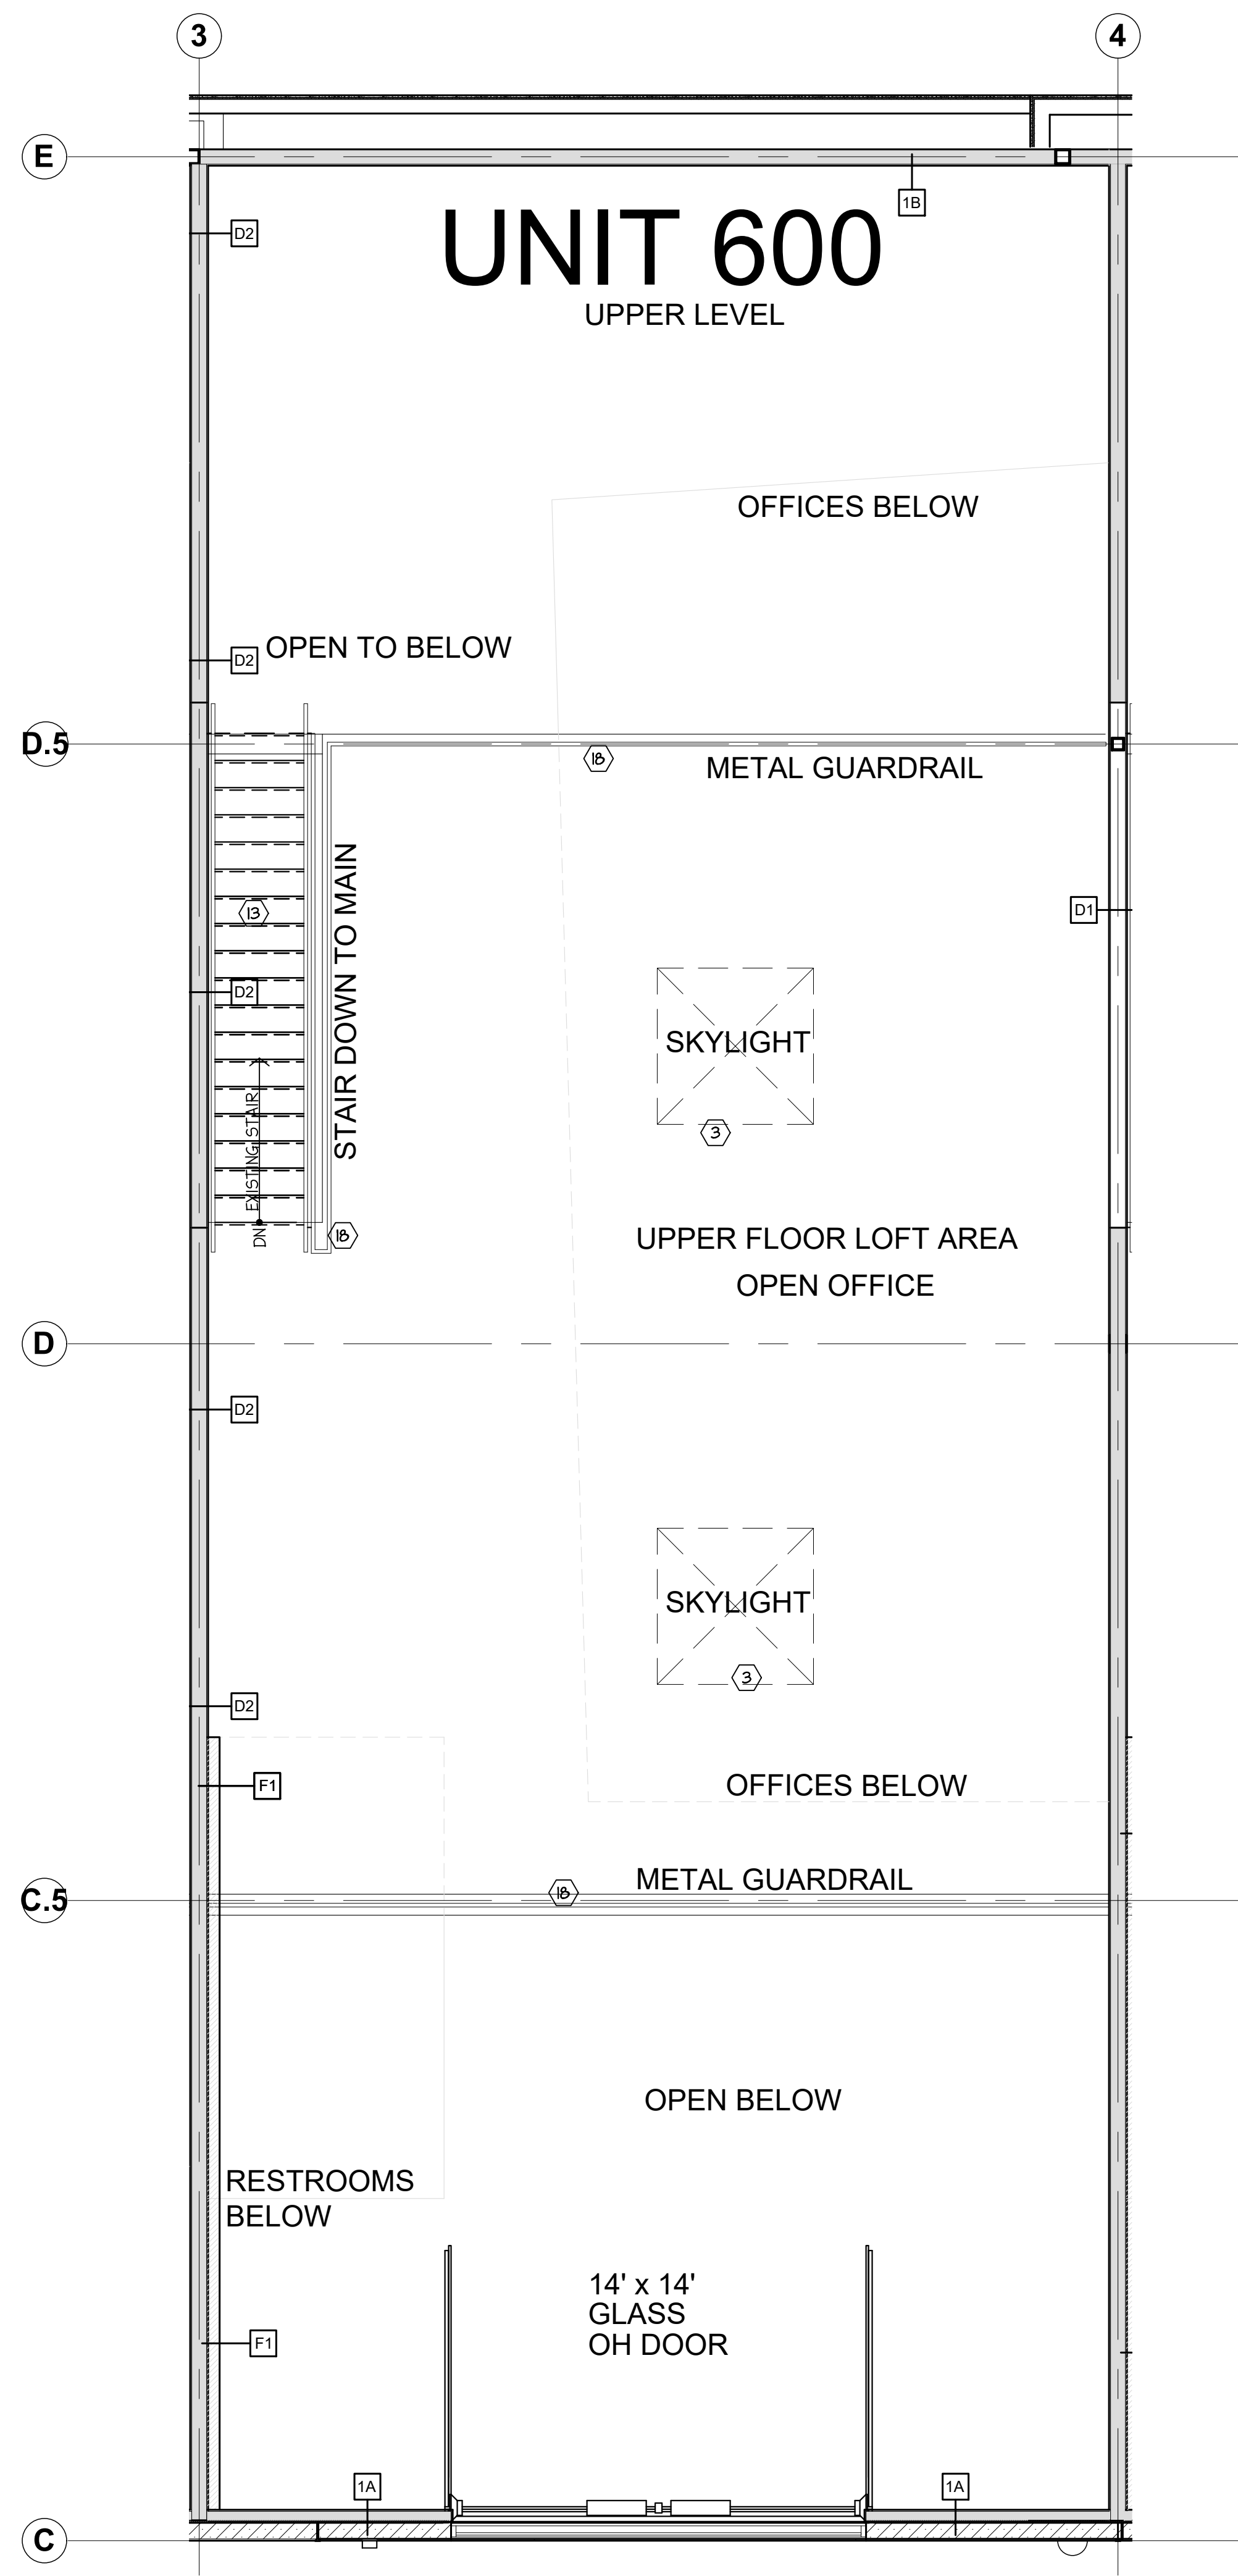 3
4
E
1B
D2
UNIT 600
UPPER LEVEL
OFFICES BELOW
D2
OPEN TO BELOW
D.5
18
METAL GUARDRAIL
13
D1
D2
STAIR DOWN TO MAIN
SKYLIGHT
3
EXISTING STAIR
DN
18
UPPER FLOOR LOFT AREA
OPEN OFFICE
D
D2
SKYLIGHT
3
D2
F1
OFFICES BELOW
METAL GUARDRAIL
C.5
18
OPEN BELOW
RESTROOMS
BELOW
14' x 14'
GLASS
OH DOOR
F1
1A
1A
C